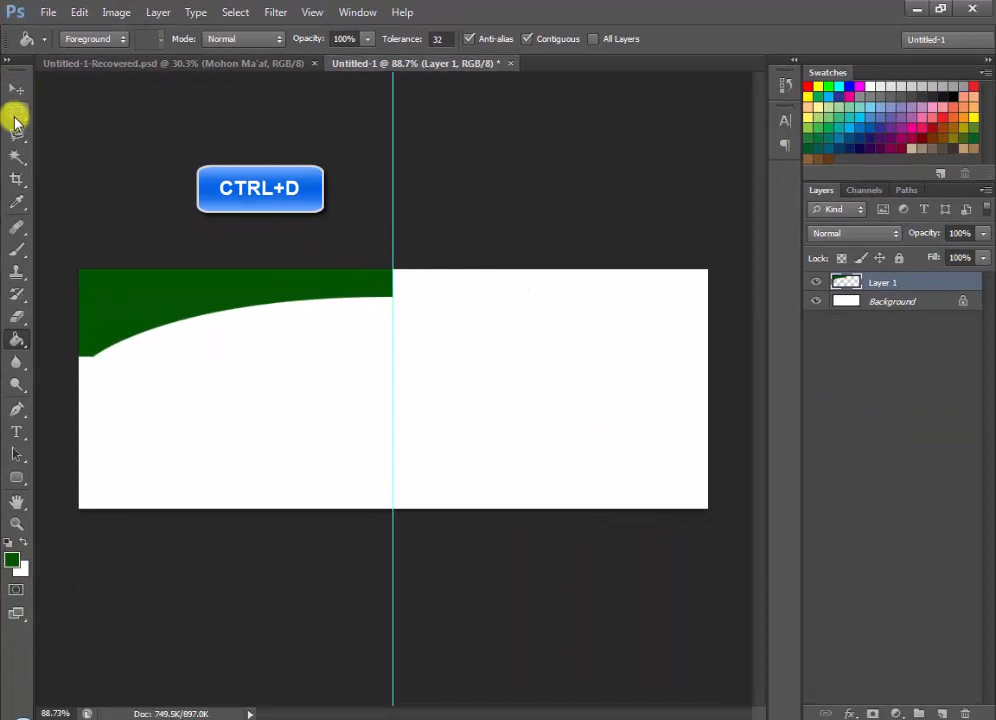 Ps File Edit Image Layer Type Select Filter View Window Help
Foreground Mode: Normal Opacity: 100% Tolerance: 32 Anti-alias Contiguous All Layers Untitled-1
Untitled-1-Recovered.psd @ 30.3% (Mohon Ma'af, RGB/8) × Untitled-1 @ 88.7% (Layer 1, RGB/8) * ×
Swatches
CTRL+D
Layers Channels Paths
Kind
Normal Opacity: 100%
Lock: Fill: 100%
Layer 1
Background
88.73% Doc: 749.5K/897.0K